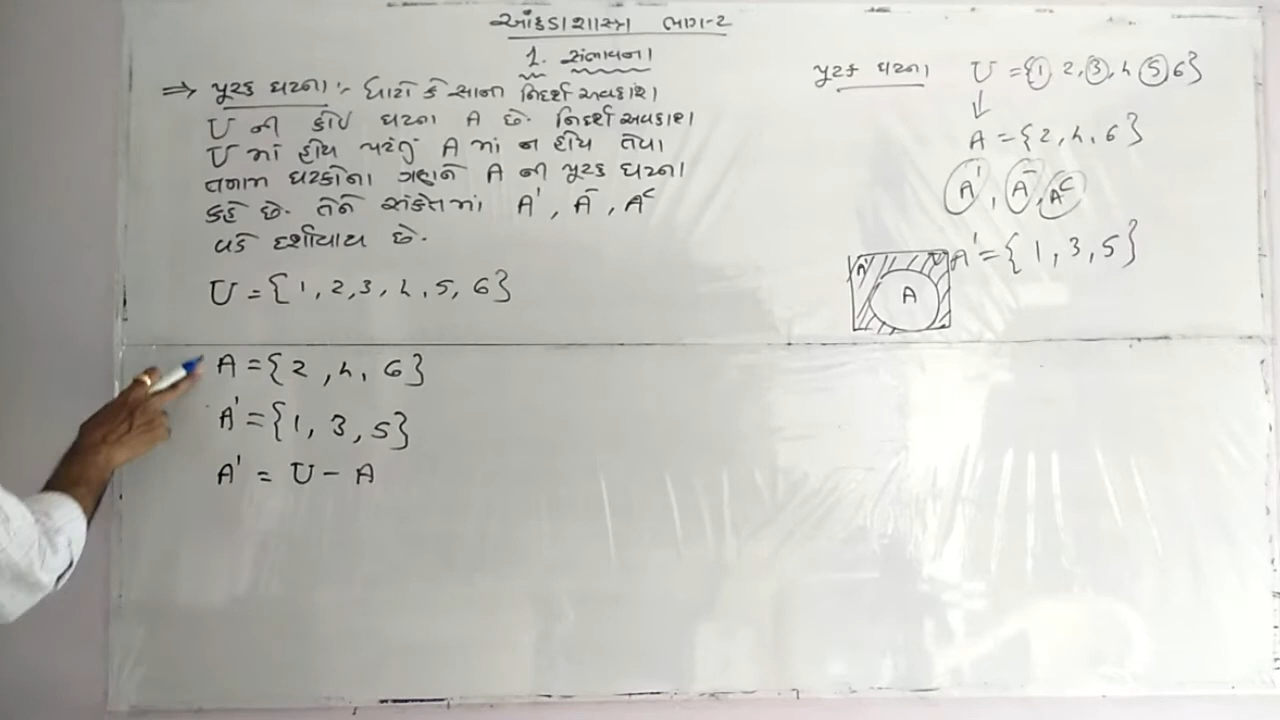 આંકડાશાસ્ત્ર ભાગ-2
1. સંભાવના
⇒ પૂરક ઘટના :- ધારો કે સાન્ત નિદર્શ અવકાશ
U ની કોઈ ઘટના A છે. નિદર્શ અવકાશ
U માં હોય પરંતુ A માં ન હોય તેવા
તમામ ઘટકોના ગણને A ની પૂરક ઘટના
કહે છે. તેને સંકેતમાં A', Ā, Aᶜ
વડે દર્શાવાય છે.
U = {1, 2, 3, 4, 5, 6}
A = {2, 4, 6}
A' = {1, 3, 5}
A' = U - A
પૂરક ઘટના U = {1 2, 3, 4 5 6}
↓
A = {2, 4, 6}
A', Ā, Aᶜ
A' = {1, 3, 5}
A' U
A